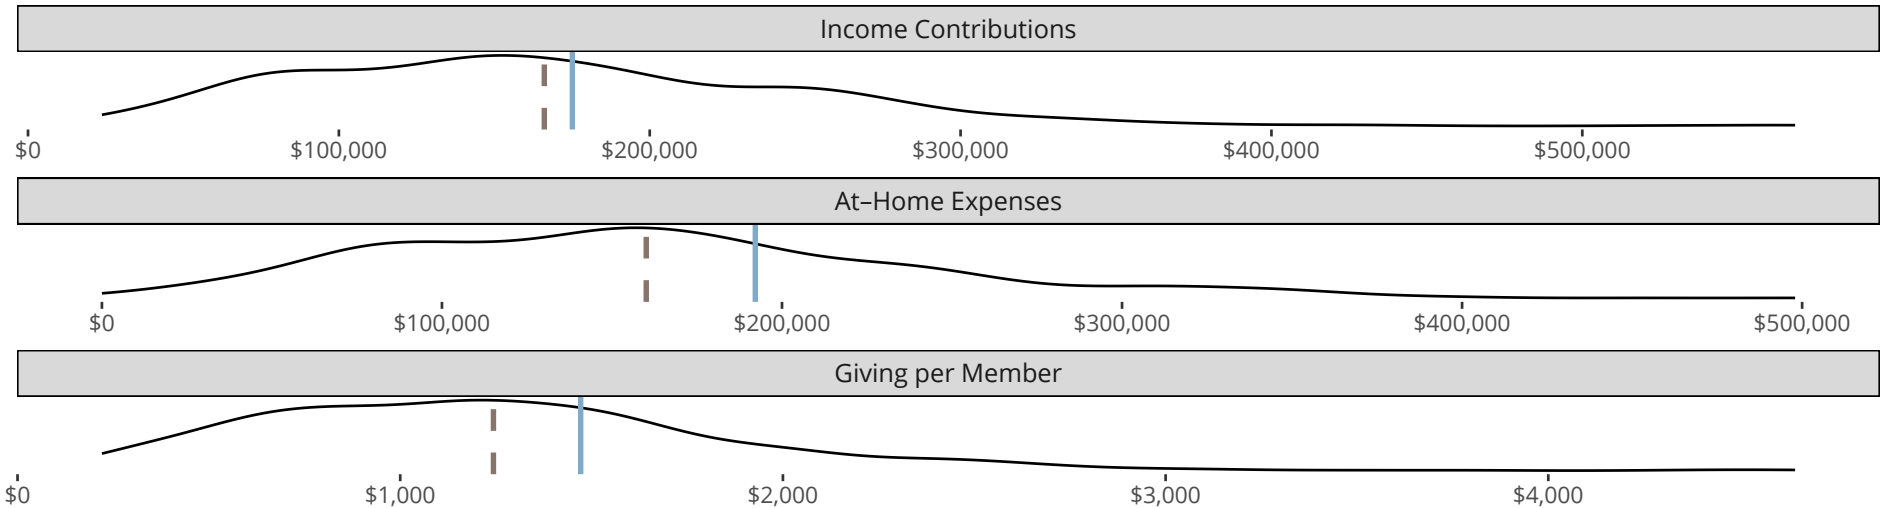 Income Contributions
$0 $100,000 $200,000 $300,000 $400,000 $500,000
At–Home Expenses
$0 $100,000 $200,000 $300,000 $400,000 $500,000
Giving per Member
$0 $1,000 $2,000 $3,000 $4,000